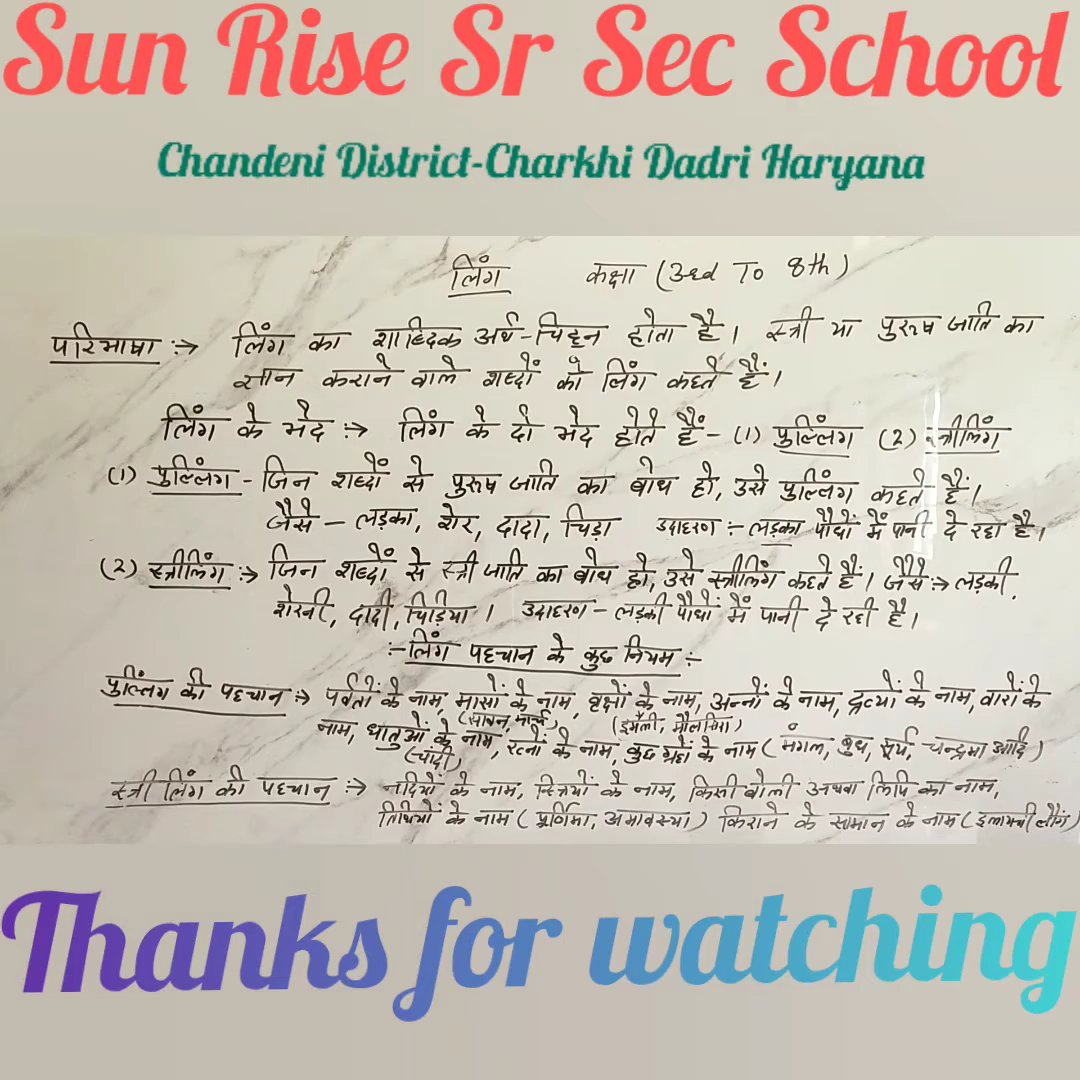 Sun Rise Sr Sec School
Chandeni District-Charkhi Dadri Haryana
लिंग कक्षा (3rd To 8th)
परिभाषा :→ लिंग का शाब्दिक अर्थ-चिह्न होता है। स्त्री या पुरूष जाति का
ज्ञान कराने वाले शब्दों को लिंग कहते हैं।
लिंग के भेद :→ लिंग के दो भेद होते हैं- (1) पुल्लिंग (2) स्त्रीलिंग
(1) पुल्लिंग - जिन शब्दों से पुरूष जाति का बोध हो, उसे पुल्लिंग कहते हैं।
जैसे - लड़का, शेर, दादा, चिड़ा उदाहरण :- लड़का पौधों में पानी दे रहा है।
(2) स्त्रीलिंग :→ जिन शब्दों से स्त्री जाति का बोध हो, उसे स्त्रीलिंग कहते हैं। जैसे :→ लड़की,
शेरनी, दादी, चिड़िया। उदाहरण - लड़की पौधों में पानी दे रही है।
:- लिंग पहचान के कुछ नियम :-
पुल्लिंग की पहचान :→ पर्वतों के नाम, मासों के नाम, वृक्षों के नाम, अन्नों के नाम, द्रव्यों के नाम, वारों के
(सावन, मार्च) (इमली, मौलसिरी)
नाम, धातुओं के नाम, रत्नों के नाम, कुछ ग्रहों के नाम (मंगल, बुध, सूर्य, चन्द्रमा आदि)
(चांदी)
स्त्री लिंग की पहचान :→ नदियों के नाम, स्त्रियों के नाम, किसी बोली अथवा लिपि का नाम,
तिथियों के नाम (पूर्णिमा, अमावस्या) किराने के सामान के नाम (इलायची लौंग)
Thanks for watching